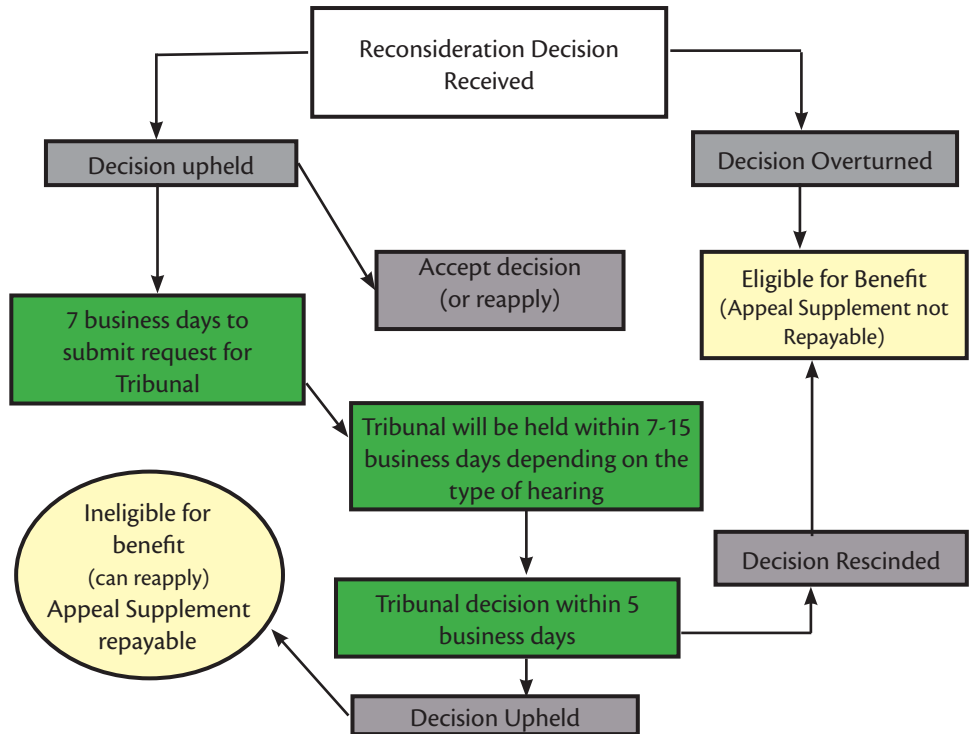 Reconsideration Decision
Received
Decision upheld
Decision Overturned
Accept decision
(or reapply)
Eligible for Benefit
(Appeal Supplement not
Repayable)
7 business days to
submit request for
Tribunal
Tribunal will be held within 7-15
business days depending on the
type of hearing
Ineligible for
benefit
(can reapply)
Appeal Supplement
repayable
Decision Rescinded
Tribunal decision within 5
business days
Decision Upheld